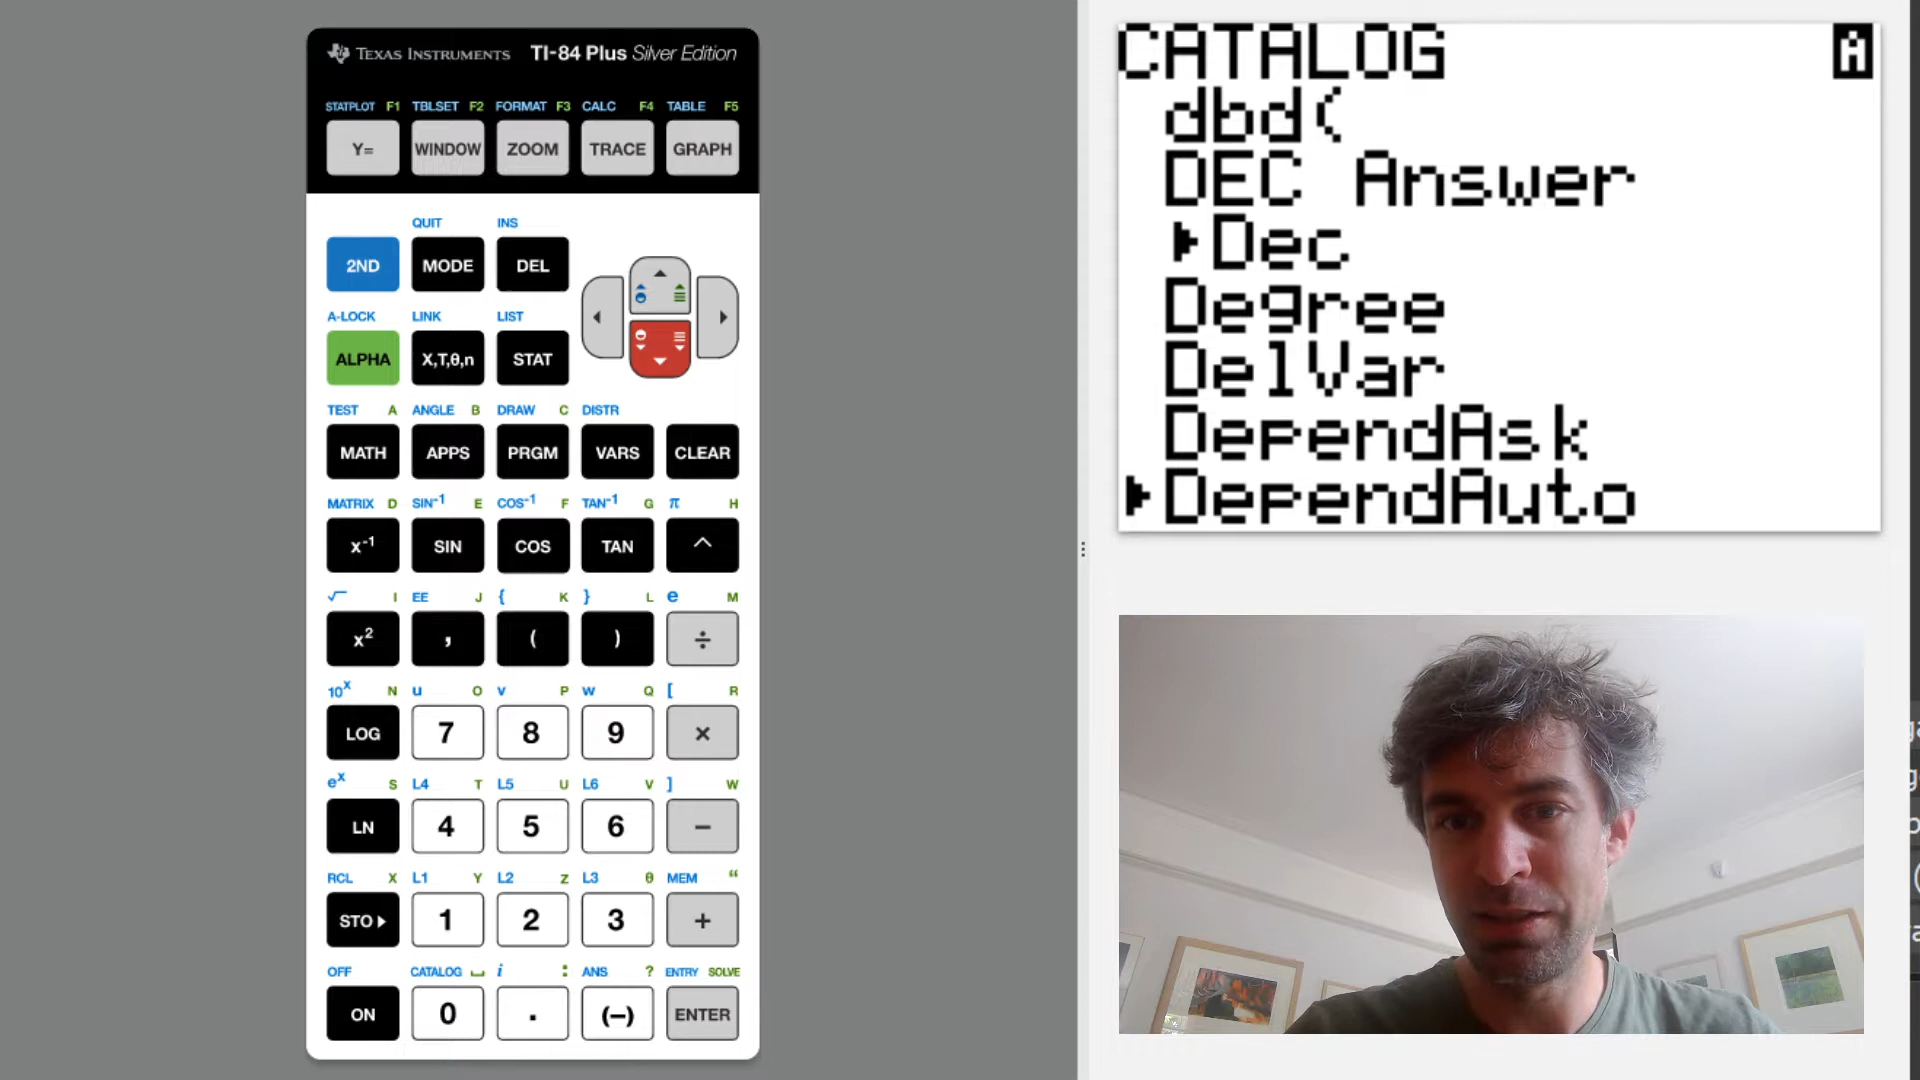 TEXAS INSTRUMENTS TI-84 Plus Silver Edition
STATPLOT F1 TBLSET F2 FORMAT F3 CALC F4 TABLE F5
Y= WINDOW ZOOM TRACE GRAPH
QUIT INS
2ND MODE DEL
A-LOCK LINK LIST
ALPHA X,T,θ,n STAT
TEST A ANGLE B DRAW C DISTR
MATH APPS PRGM VARS CLEAR
MATRIX D SIN⁻¹ E COS⁻¹ F TAN⁻¹ G π H
x⁻¹ SIN COS TAN ^
√ I EE J { K } L e M
x² , ( ) ÷
10ˣ N u O v P w Q [ R
LOG 7 8 9 ×
eˣ S L4 T L5 U L6 V ] W
LN 4 5 6 −
RCL X L1 Y L2 Z L3 θ MEM “
STO▶ 1 2 3 +
OFF CATALOG ⎵ i : ANS ? ENTRY SOLVE
ON 0 . (−) ENTER
CATALOG A
dbd(
DEC Answer
▶Dec
Degree
DelVar
DependAsk
▶DependAuto